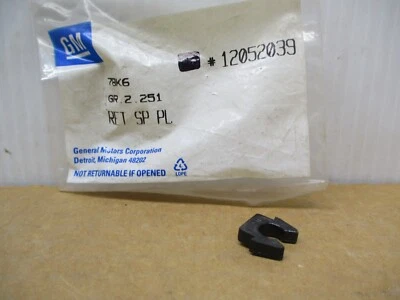 GM
# 12052039
78K6
GR. 2.251
RET SP PL
General Motors Corporation
Detroit, Michigan 48202
NOT RETURNABLE IF OPENED
LDPE